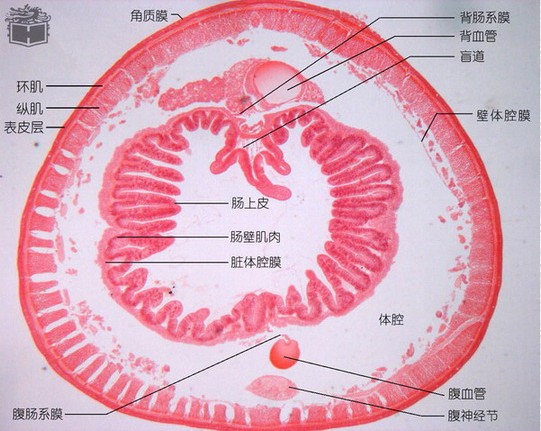 角质膜
背肠系膜
背血管
盲道
环肌
纵肌
表皮层
壁体腔膜
肠上皮
肠壁肌肉
脏体腔膜
体腔
腹血管
腹肠系膜
腹神经节